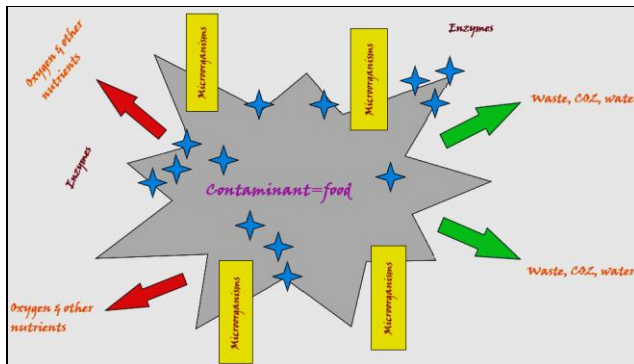 Enzymes
Oxygen & other
nutrients
Microorganisms
Microorganisms
Waste, CO2, water
Enzymes
Contaminant=food
Waste, CO2, water
Oxygen & other
nutrients
Microorganisms
Microorganisms